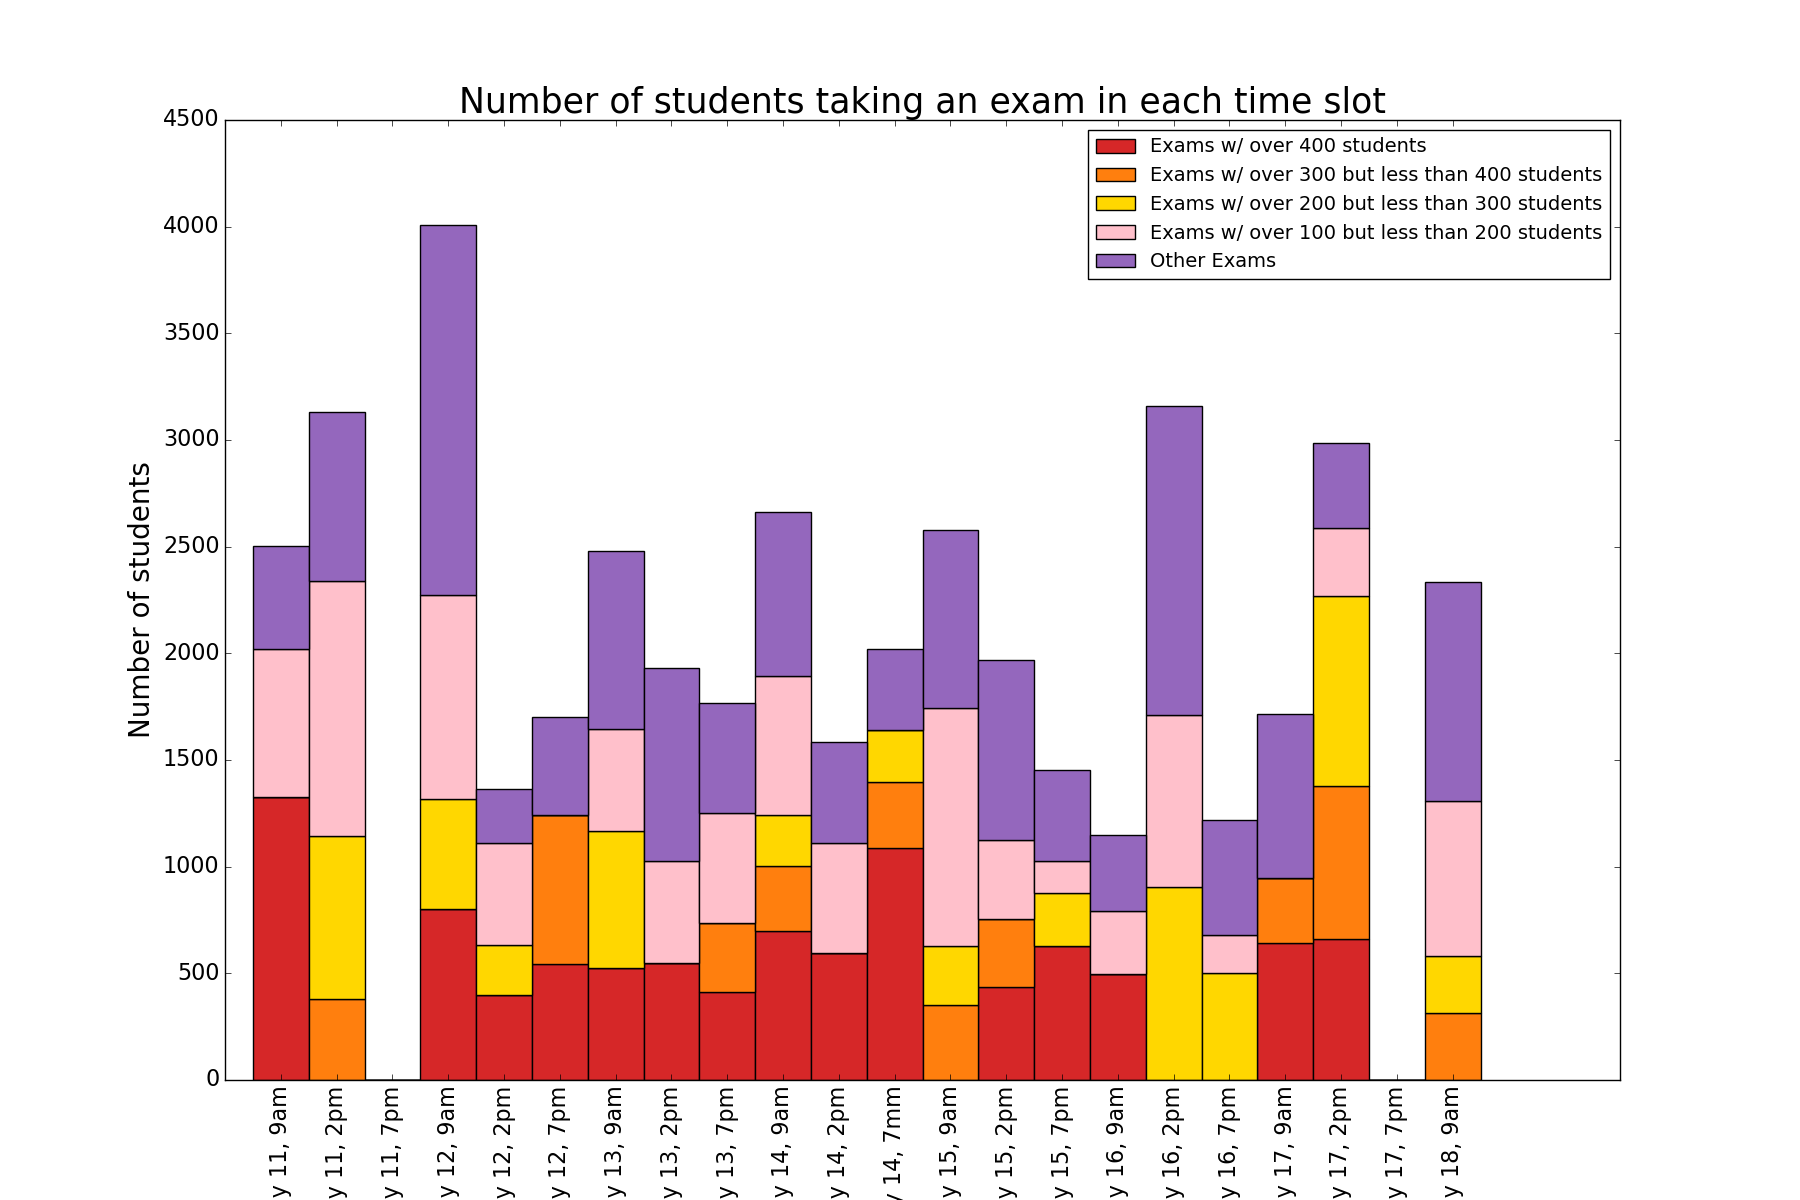 Number of students taking an exam in each time slot
4500
4000
3500
3000
2500
2000
1500
1000
500
0
Number of students
Exams w/ over 400 students
Exams w/ over 300 but less than 400 students
Exams w/ over 200 but less than 300 students
Exams w/ over 100 but less than 200 students
Other Exams
y 11, 9am
y 11, 2pm
y 11, 7pm
y 12, 9am
y 12, 2pm
y 12, 7pm
y 13, 9am
y 13, 2pm
y 13, 7pm
y 14, 9am
y 14, 2pm
y 14, 7mm
y 15, 9am
y 15, 2pm
y 15, 7pm
y 16, 9am
y 16, 2pm
y 16, 7pm
y 17, 9am
y 17, 2pm
y 17, 7pm
y 18, 9am